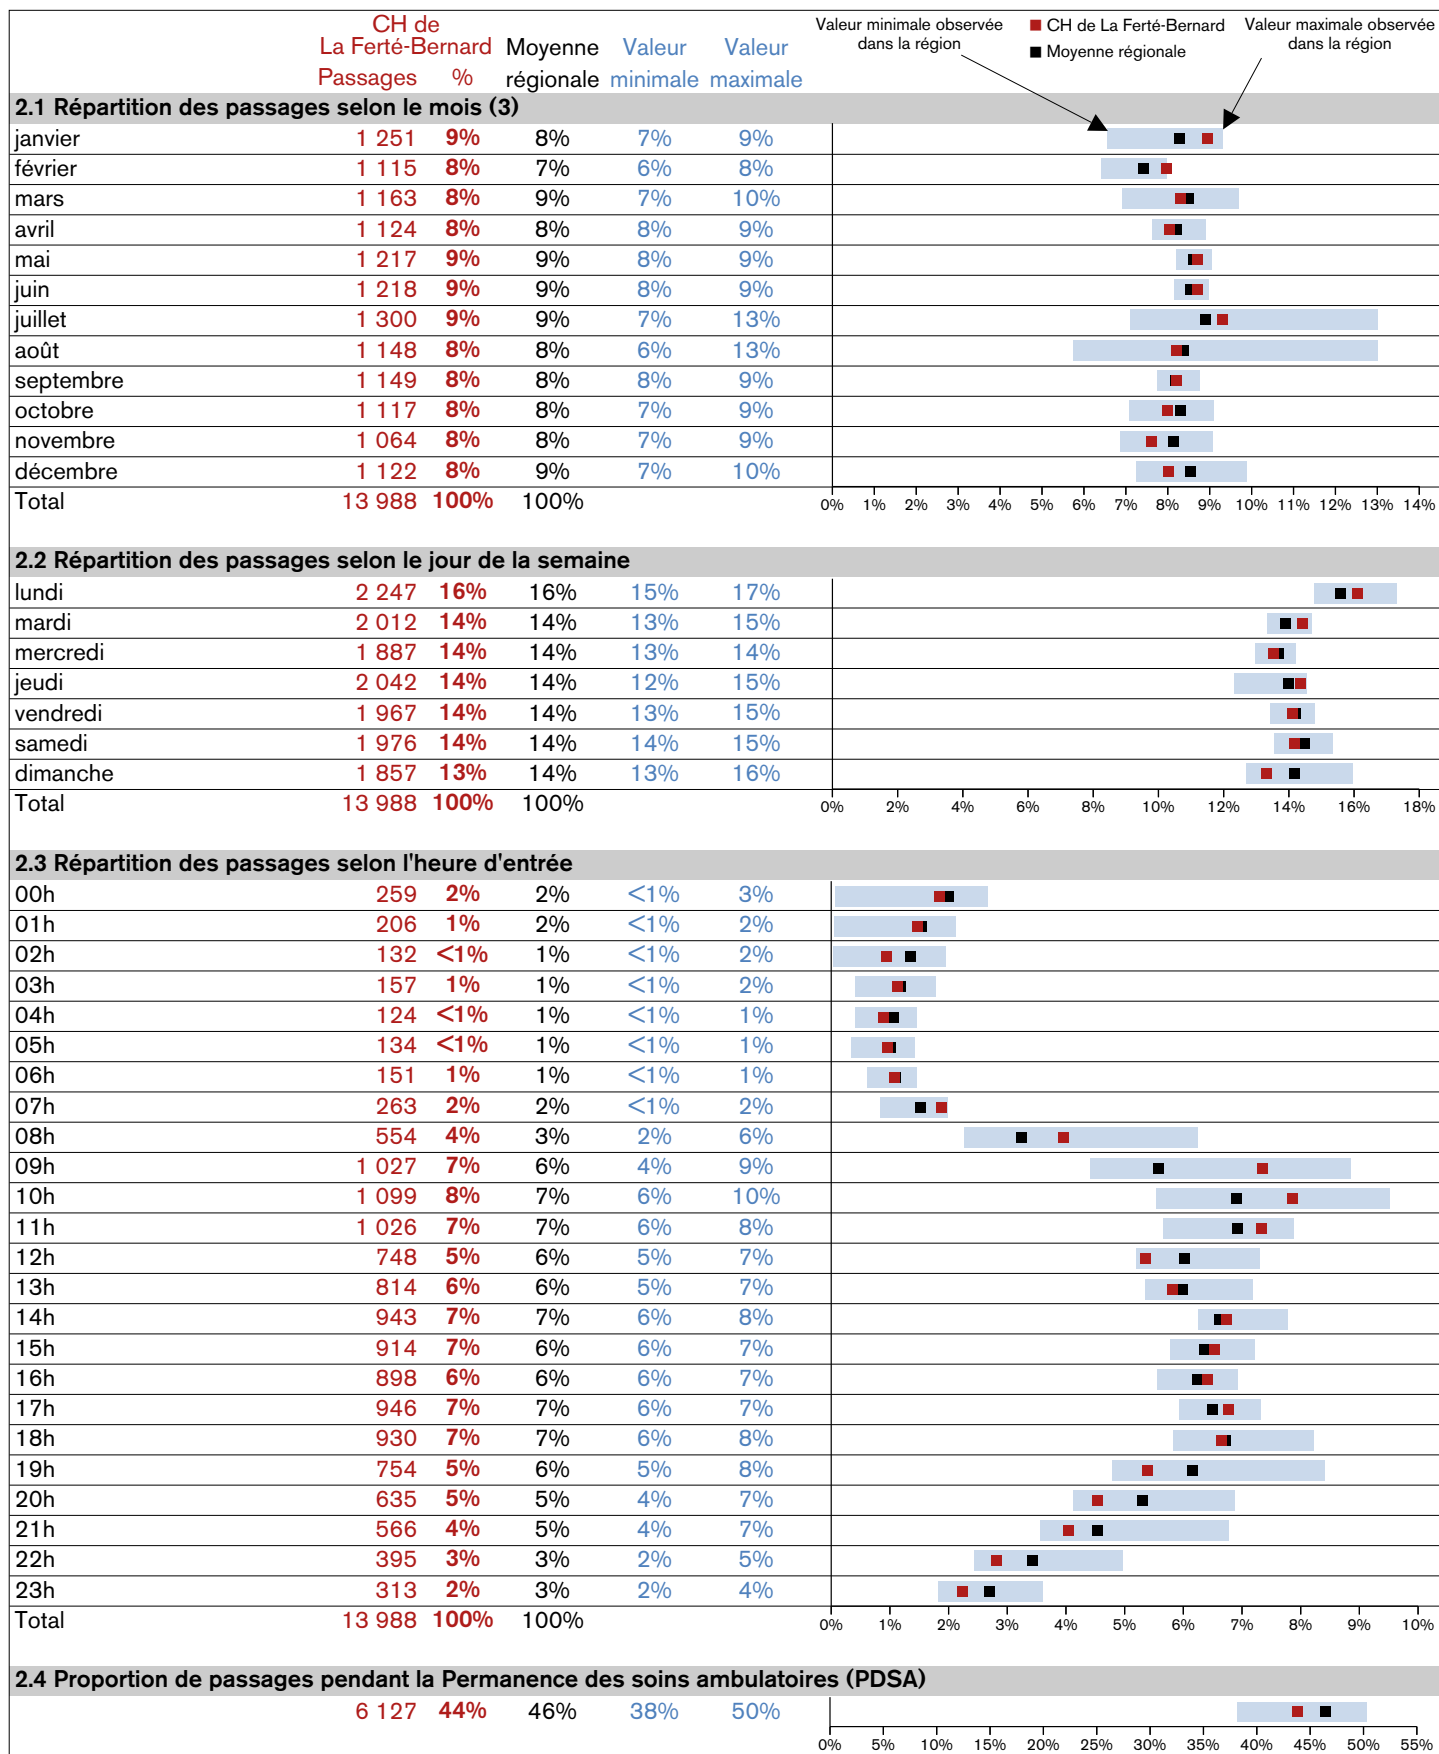 CH de
La Ferté-Bernard Moyenne Valeur Valeur
Passages % régionale minimale maximale
Valeur minimale observée dans la région
CH de La Ferté-Bernard
Moyenne régionale
Valeur maximale observée dans la région
2.1 Répartition des passages selon le mois (3)
janvier 1 251 9% 8% 7% 9%
février 1 115 8% 7% 6% 8%
mars 1 163 8% 9% 7% 10%
avril 1 124 8% 8% 8% 9%
mai 1 217 9% 9% 8% 9%
juin 1 218 9% 9% 8% 9%
juillet 1 300 9% 9% 7% 13%
août 1 148 8% 8% 6% 13%
septembre 1 149 8% 8% 8% 9%
octobre 1 117 8% 8% 7% 9%
novembre 1 064 8% 8% 7% 9%
décembre 1 122 8% 9% 7% 10%
Total 13 988 100% 100%
0% 1% 2% 3% 4% 5% 6% 7% 8% 9% 10% 11% 12% 13% 14%
2.2 Répartition des passages selon le jour de la semaine
lundi 2 247 16% 16% 15% 17%
mardi 2 012 14% 14% 13% 15%
mercredi 1 887 14% 14% 13% 14%
jeudi 2 042 14% 14% 12% 15%
vendredi 1 967 14% 14% 13% 15%
samedi 1 976 14% 14% 14% 15%
dimanche 1 857 13% 14% 13% 16%
Total 13 988 100% 100%
0% 2% 4% 6% 8% 10% 12% 14% 16% 18%
2.3 Répartition des passages selon l'heure d'entrée
00h 259 2% 2% <1% 3%
01h 206 1% 2% <1% 2%
02h 132 <1% 1% <1% 2%
03h 157 1% 1% <1% 2%
04h 124 <1% 1% <1% 1%
05h 134 <1% 1% <1% 1%
06h 151 1% 1% <1% 1%
07h 263 2% 2% <1% 2%
08h 554 4% 3% 2% 6%
09h 1 027 7% 6% 4% 9%
10h 1 099 8% 7% 6% 10%
11h 1 026 7% 7% 6% 8%
12h 748 5% 6% 5% 7%
13h 814 6% 6% 5% 7%
14h 943 7% 7% 6% 8%
15h 914 7% 6% 6% 7%
16h 898 6% 6% 6% 7%
17h 946 7% 7% 6% 7%
18h 930 7% 7% 6% 8%
19h 754 5% 6% 5% 8%
20h 635 5% 5% 4% 7%
21h 566 4% 5% 4% 7%
22h 395 3% 3% 2% 5%
23h 313 2% 3% 2% 4%
Total 13 988 100% 100%
0% 1% 2% 3% 4% 5% 6% 7% 8% 9% 10%
2.4 Proportion de passages pendant la Permanence des soins ambulatoires (PDSA)
6 127 44% 46% 38% 50%
0% 5% 10% 15% 20% 25% 30% 35% 40% 45% 50% 55%